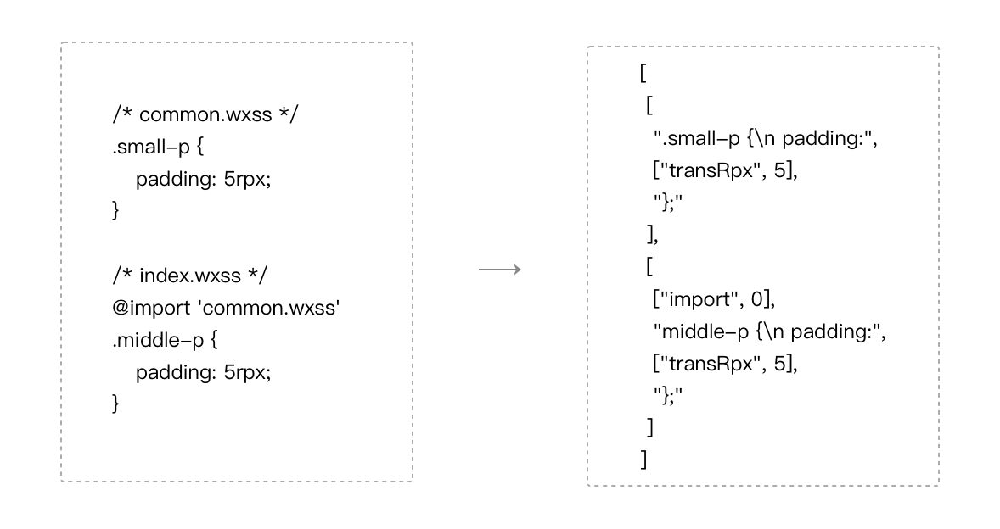 /* common.wxss */
.small-p {
    padding: 5rpx;
}
/* index.wxss */
@import 'common.wxss'
.middle-p {
    padding: 5rpx;
}
[
 [
  ".small-p {\n padding:",
  ["transRpx", 5],
  "};"
 ],
 [
  ["import", 0],
  "middle-p {\n padding:",
  ["transRpx", 5],
  "};"
 ]
]